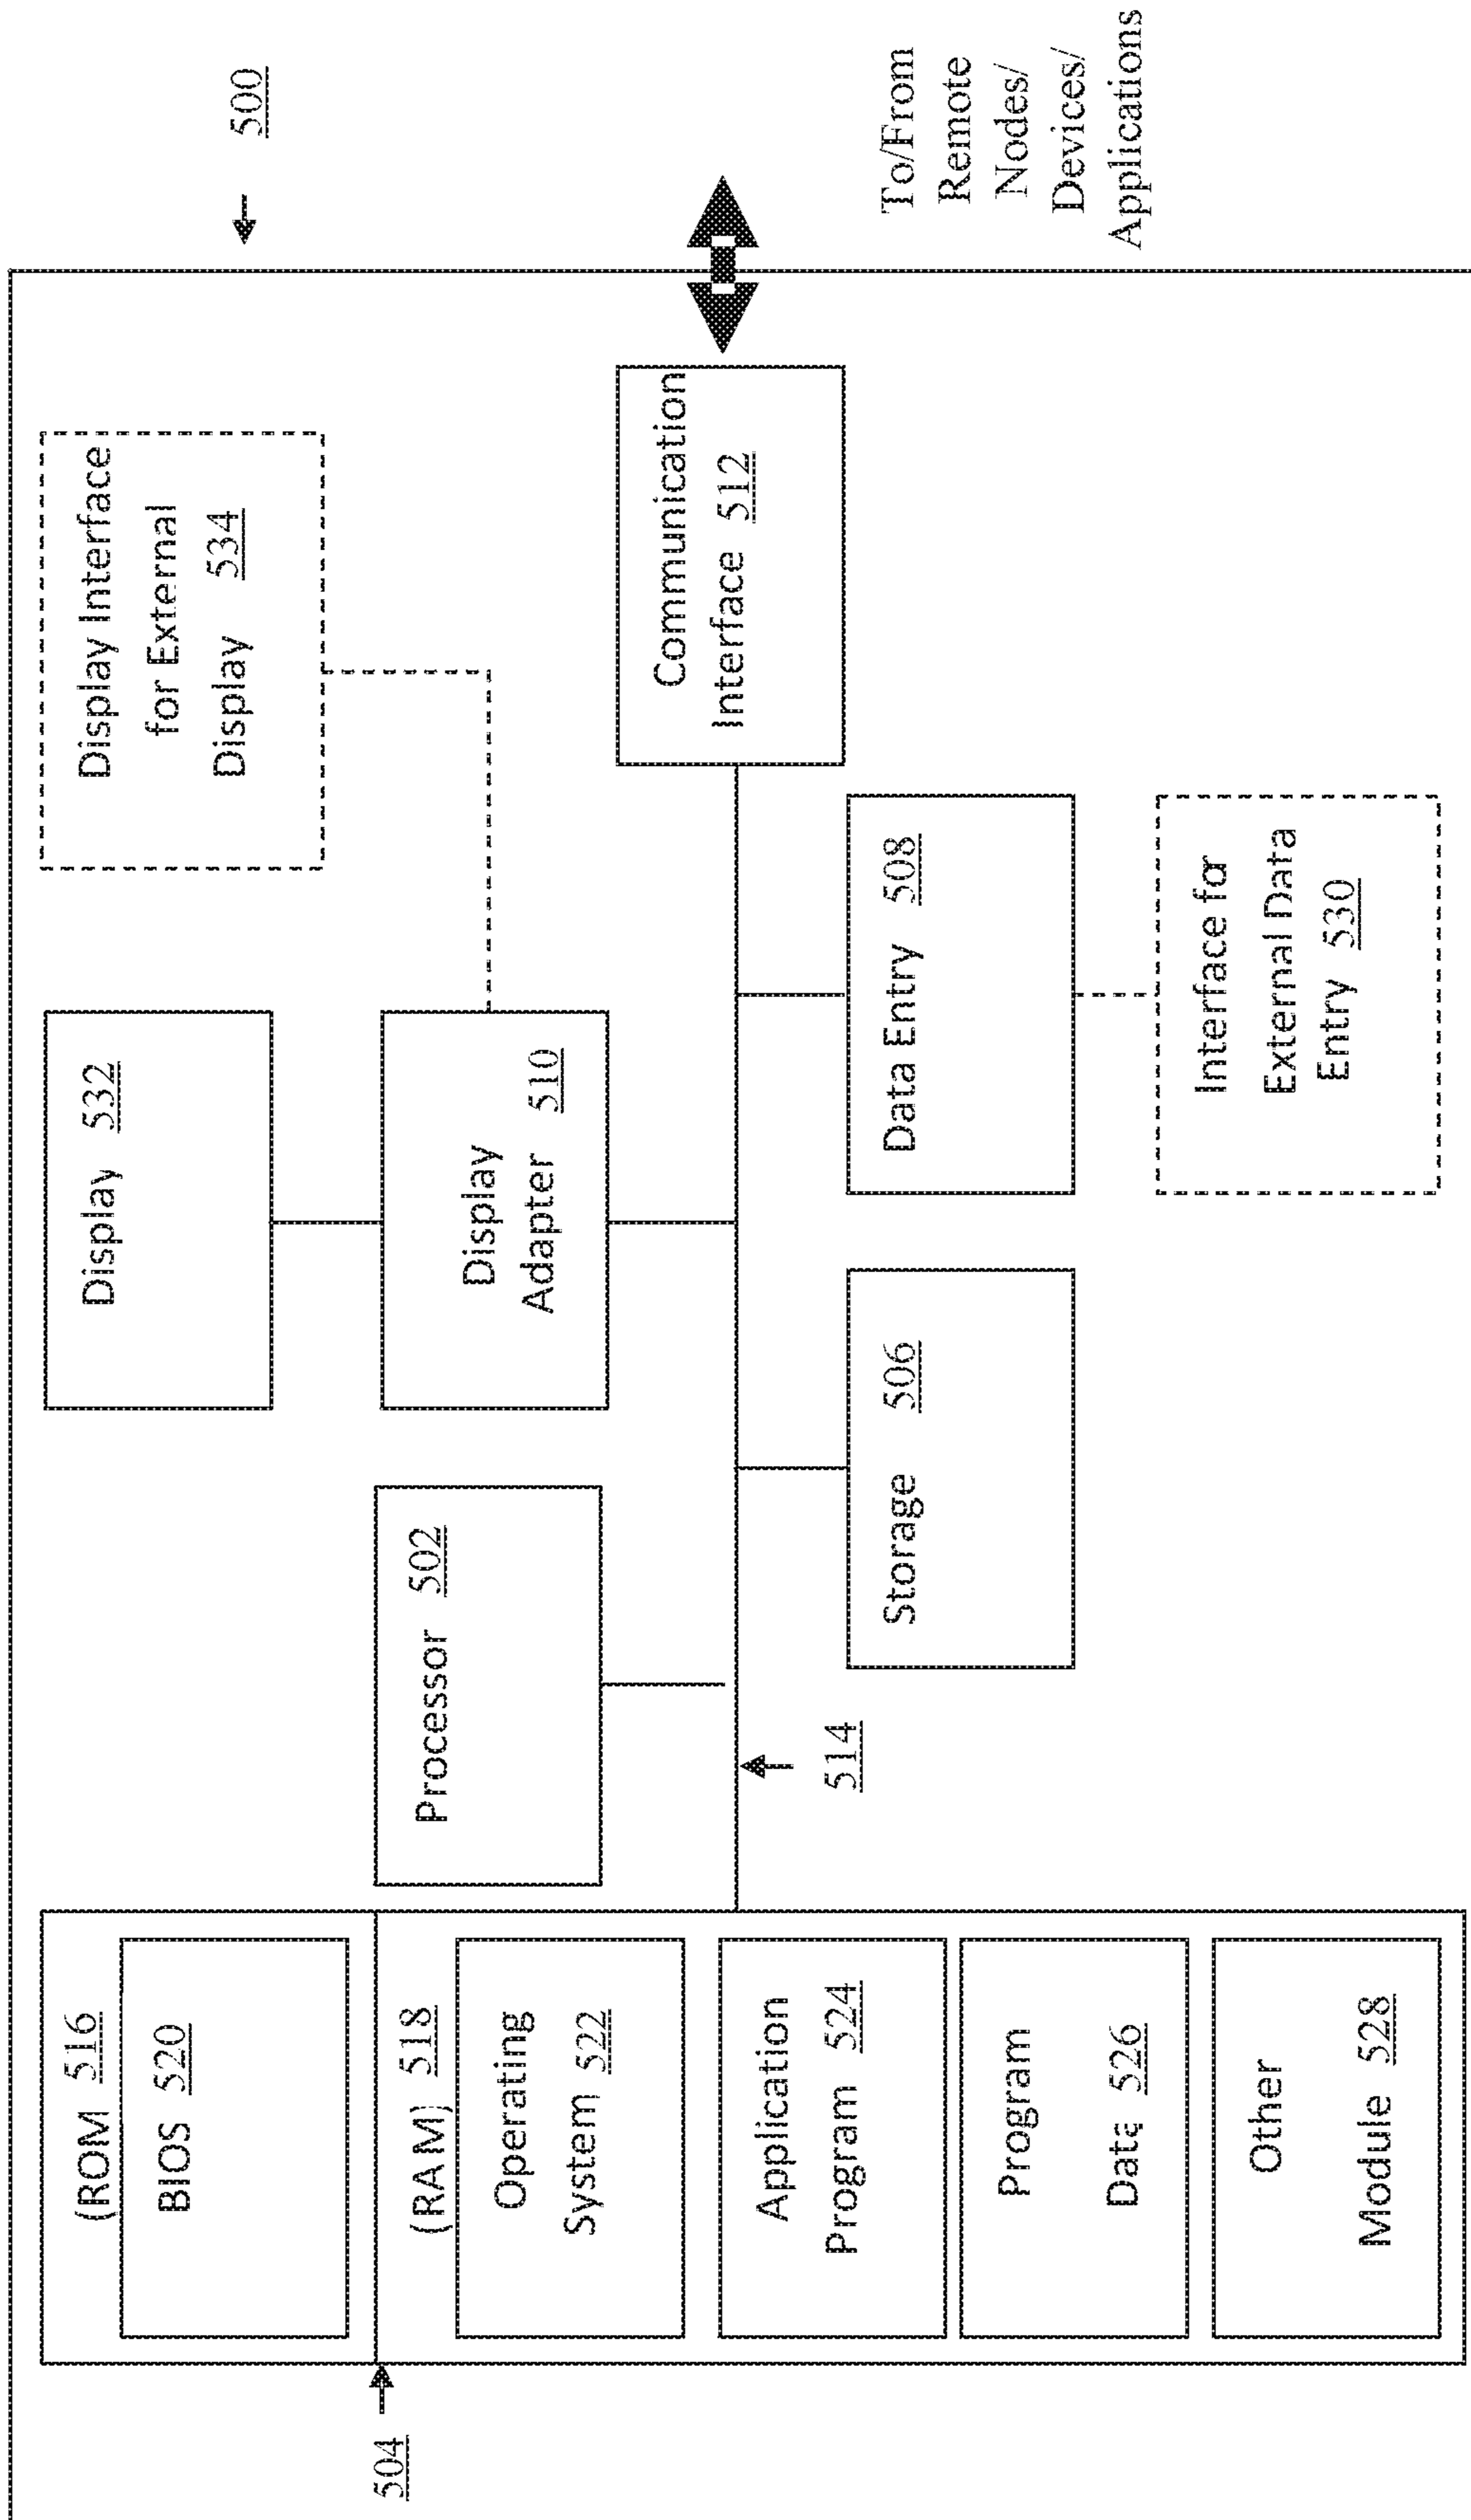 500
(ROM 516
BIOS 520
504
(RAM) 518
Operating
System 522
Application
Program 524
Program
Data 526
Other
Module 528
Processor 502
514
Storage 506
Display 532
Display
Adapter 510
Data Entry 508
Interface for
External Data
Entry 530
Display Interface
for External
Display 534
Communication
Interface 512
To/From
Remote
Nodes/
Devices/
Applications